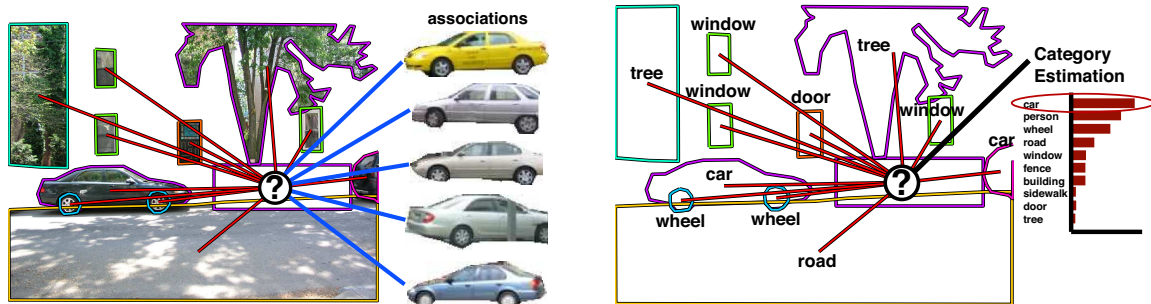 associations
?
window
tree
tree
window
door
window
car
car
?
wheel
wheel
road
Category
Estimation
car
person
wheel
road
window
fence
building
sidewalk
door
tree